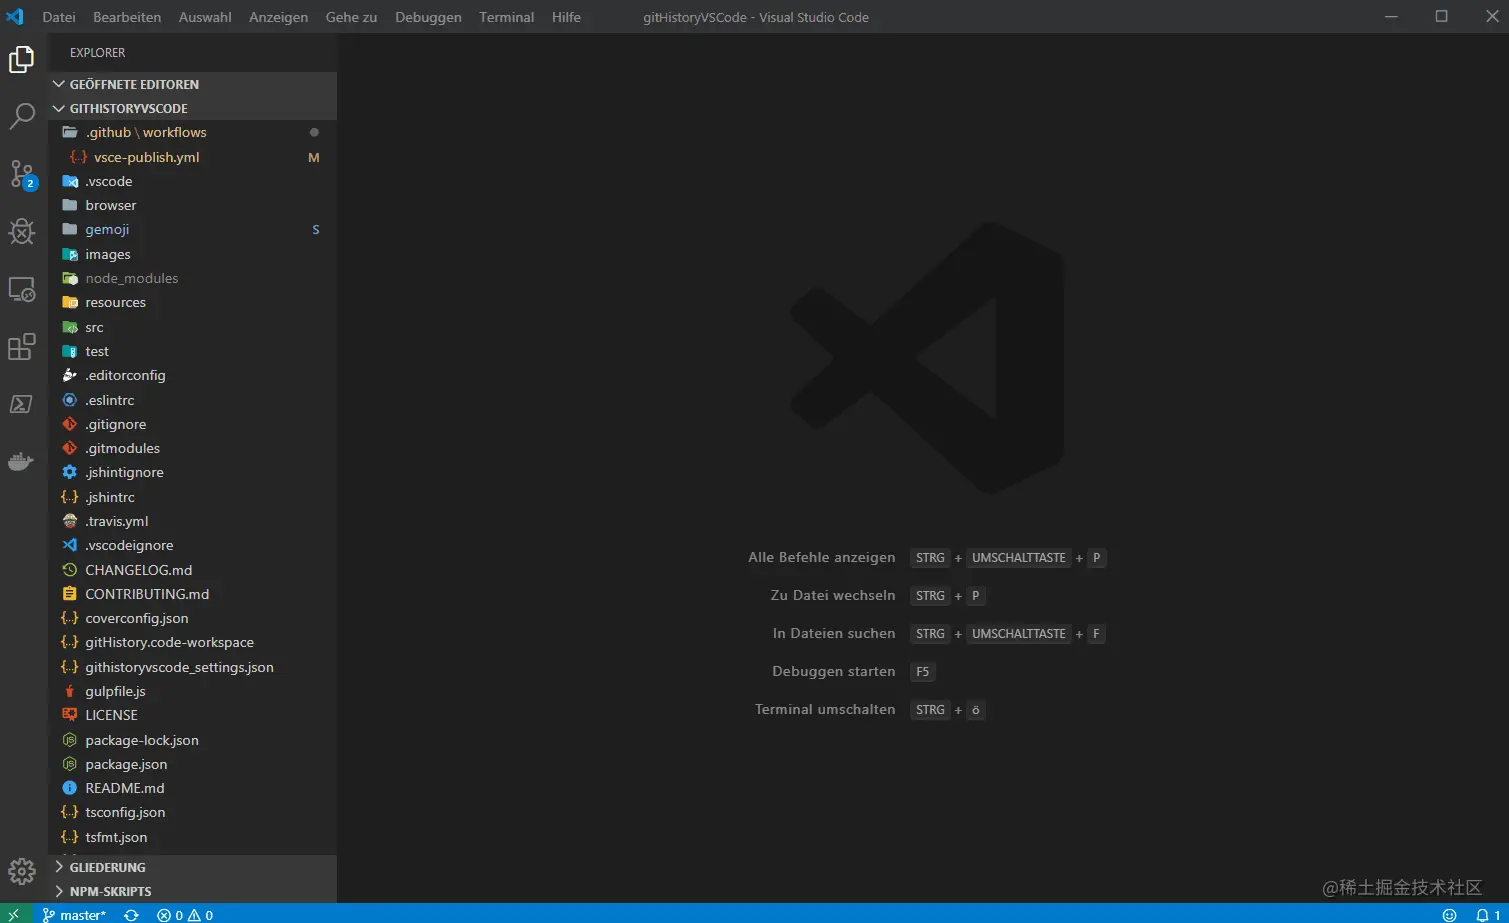 Datei Bearbeiten Auswahl Anzeigen Gehe zu Debuggen Terminal Hilfe gitHistoryVSCode - Visual Studio Code
EXPLORER
GEÖFFNETE EDITOREN
GITHISTORYVSCODE
.github \ workflows
vsce-publish.yml M
.vscode
browser
gemoji S
images
node_modules
resources
src
test
.editorconfig
.eslintrc
.gitignore
.gitmodules
.jshintignore
.jshintrc
.travis.yml
.vscodeignore
CHANGELOG.md
CONTRIBUTING.md
coverconfig.json
gitHistory.code-workspace
githistoryvscode_settings.json
gulpfile.js
LICENSE
package-lock.json
package.json
README.md
tsconfig.json
tsfmt.json
GLIEDERUNG
NPM-SKRIPTS
2
Alle Befehle anzeigen STRG + UMSCHALTTASTE + P
Zu Datei wechseln STRG + P
In Dateien suchen STRG + UMSCHALTTASTE + F
Debuggen starten F5
Terminal umschalten STRG + ö
@稀土掘金技术社区
master* 0 0 1